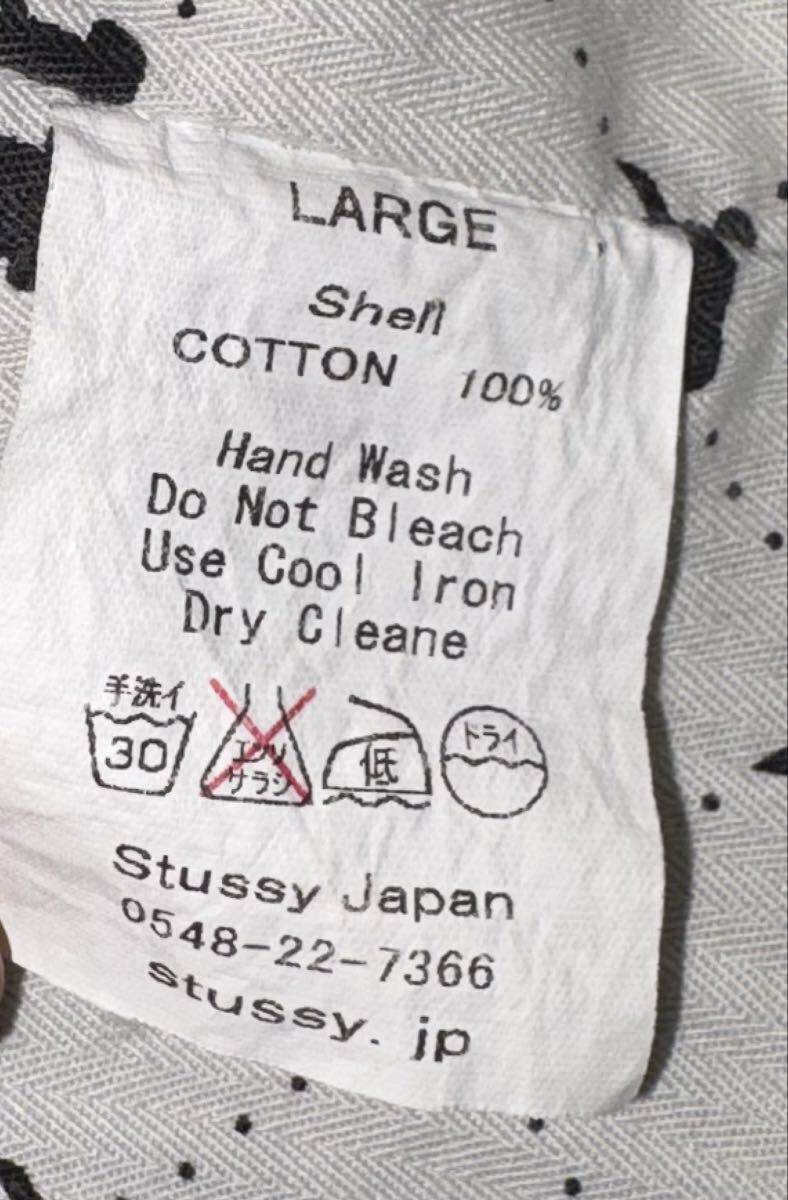 LARGE
Shell
COTTON 100%
Hand Wash
Do Not Bleach
Use Cool Iron
Dry Cleane
手洗イ
30
エンソ
サラシ
低
ドライ
Stussy Japan
0548-22-7366
stussy.jp